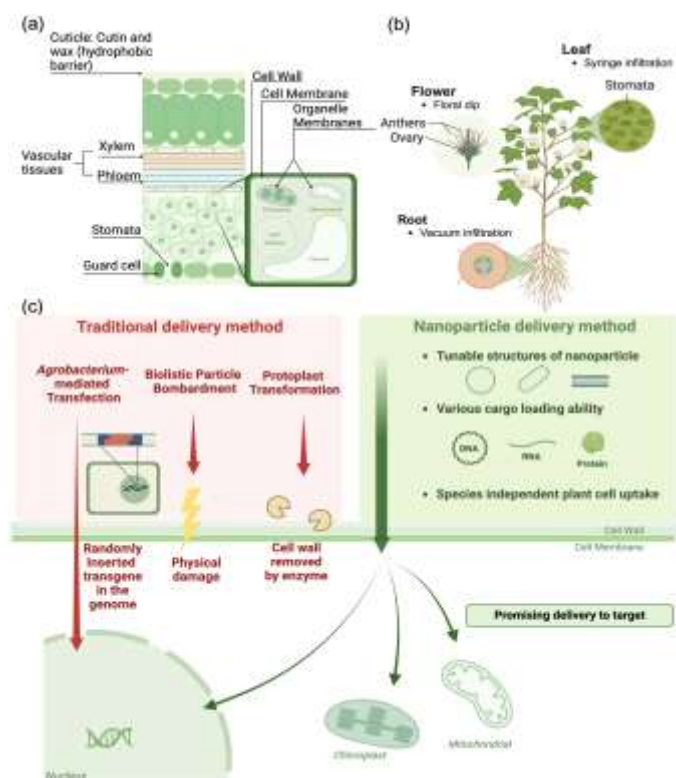 (a)
Cuticle: Cutin and
wax (hydrophobic
barrier)
Cell Wall
Cell Membrane
Organelle
Membranes
Xylem
Vascular
tissues
Phloem
Stomata
Guard cell
(b)
Leaf
• Syringe infiltration
Stomata
Flower
• Floral dip
Anthers
Ovary
Root
• Vacuum infiltration
(c)
Traditional delivery method
Agrobacterium-
mediated
Transfection
Biolistic Particle
Bombardment
Protoplast
Transformation
Randomly
inserted
transgene
in the
genome
Physical
damage
Cell wall
removed
by enzyme
Nanoparticle delivery method
• Tunable structures of nanoparticle
• Various cargo loading ability
DNA
RNA
Protein
• Species independent plant cell uptake
Cell Wall
Cell Membrane
Promising delivery to target
Chloroplast
Mitochondrial
Nucleus